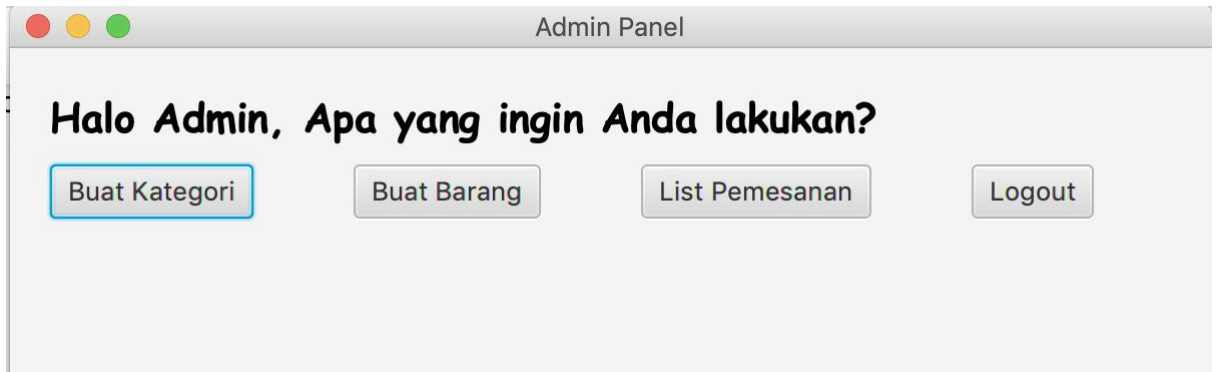 Admin Panel
Halo Admin, Apa yang ingin Anda lakukan?
Buat Kategori Buat Barang List Pemesanan Logout